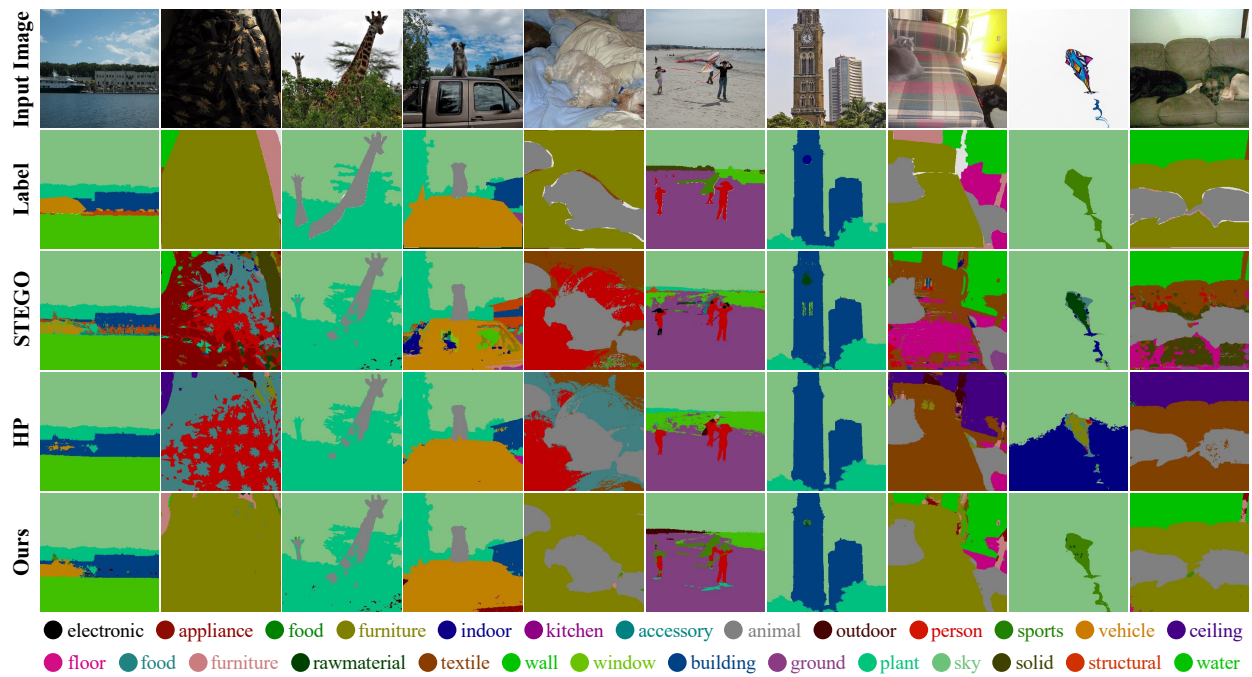 Input Image
Label
STEGO
HP
Ours
electronic appliance food furniture indoor kitchen accessory animal outdoor person sports vehicle ceiling
floor food furniture rawmaterial textile wall window building ground plant sky solid structural water